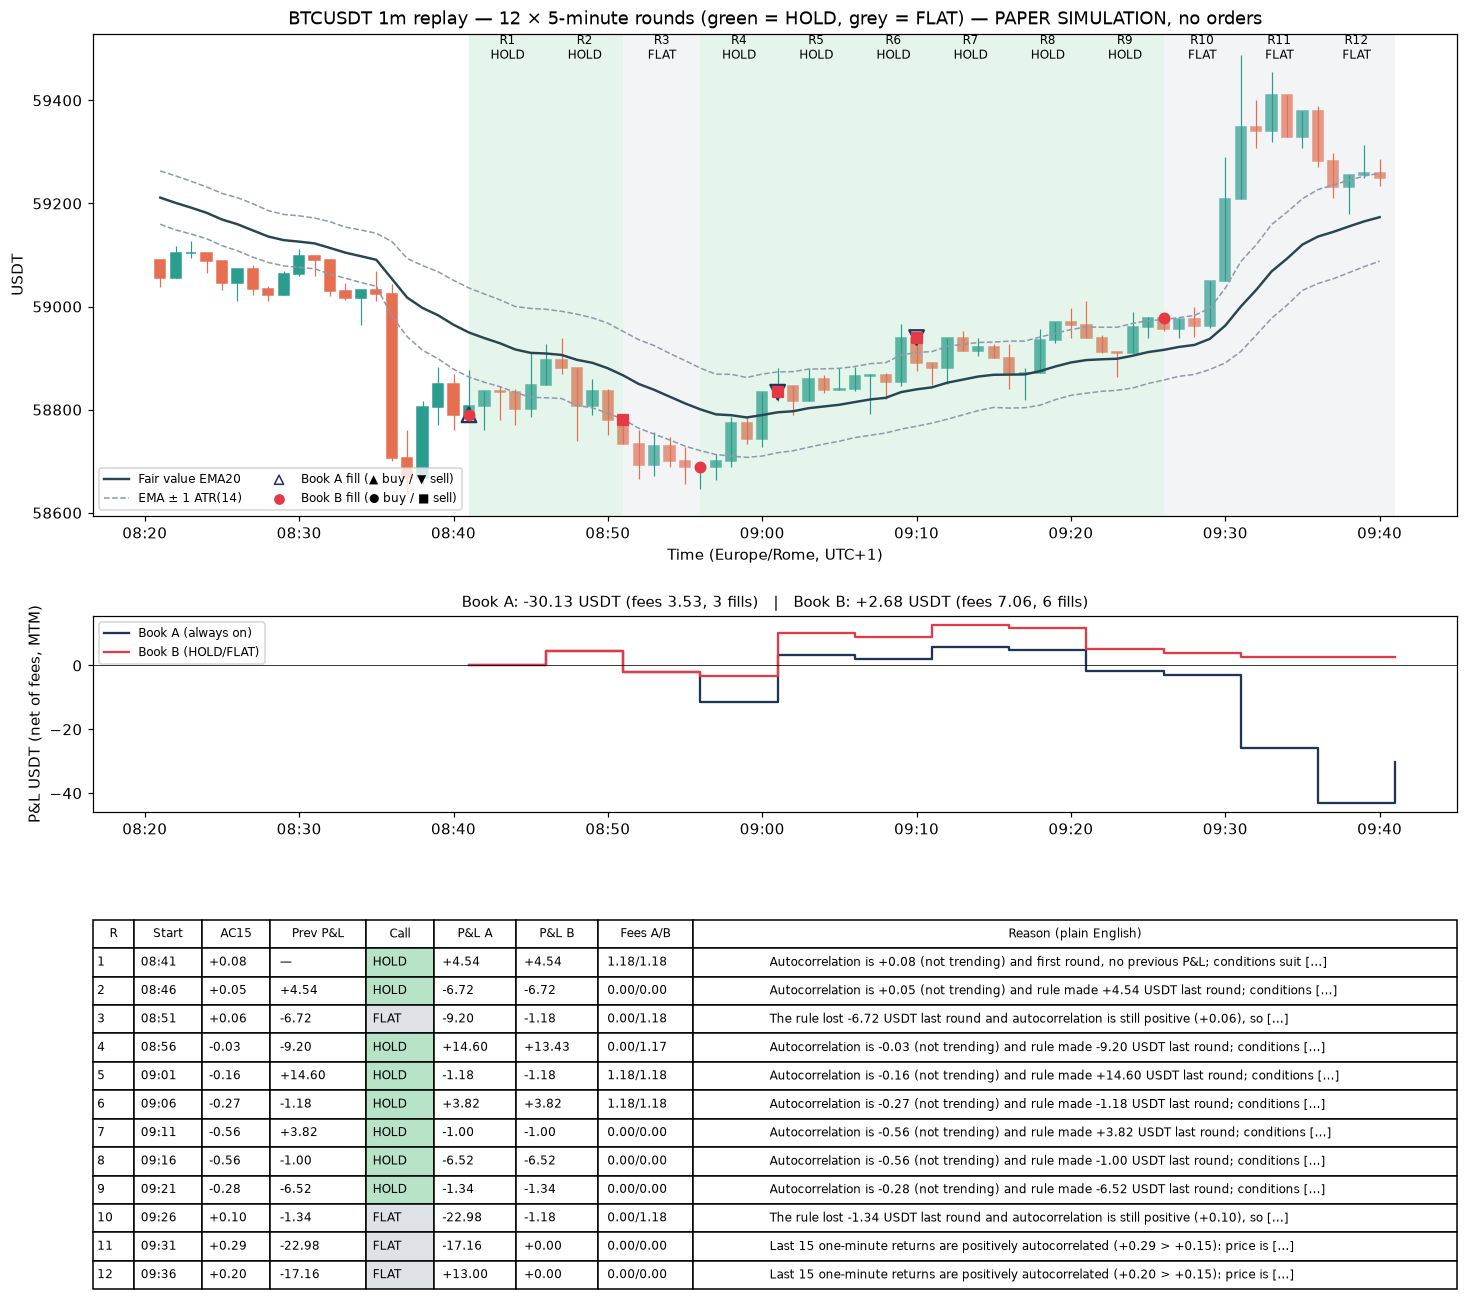 BTCUSDT 1m replay — 12 × 5-minute rounds (green = HOLD, grey = FLAT) — PAPER SIMULATION, no orders
R1 R2 R3 R4 R5 R6 R7 R8 R9 R10 R11 R12
HOLD HOLD FLAT HOLD HOLD HOLD HOLD HOLD HOLD FLAT FLAT FLAT
59400
59200
59000
58800
58600
USDT
Fair value EMA20
EMA ± 1 ATR(14)
Book A fill (▲ buy / ▼ sell)
Book B fill (● buy / ■ sell)
08:20 08:30 08:40 08:50 09:00 09:10 09:20 09:30 09:40
Time (Europe/Rome, UTC+1)
Book A: -30.13 USDT (fees 3.53, 3 fills) | Book B: +2.68 USDT (fees 7.06, 6 fills)
Book A (always on)
Book B (HOLD/FLAT)
0
−20
−40
P&L USDT (net of fees, MTM)
08:20 08:30 08:40 08:50 09:00 09:10 09:20 09:30 09:40
R Start AC15 Prev P&L Call P&L A P&L B Fees A/B Reason (plain English)
1 08:41 +0.08 — HOLD +4.54 +4.54 1.18/1.18 Autocorrelation is +0.08 (not trending) and first round, no previous P&L; conditions suit [...]
2 08:46 +0.05 +4.54 HOLD -6.72 -6.72 0.00/0.00 Autocorrelation is +0.05 (not trending) and rule made +4.54 USDT last round; conditions [...]
3 08:51 +0.06 -6.72 FLAT -9.20 -1.18 0.00/1.18 The rule lost -6.72 USDT last round and autocorrelation is still positive (+0.06), so [...]
4 08:56 -0.03 -9.20 HOLD +14.60 +13.43 0.00/1.17 Autocorrelation is -0.03 (not trending) and rule made -9.20 USDT last round; conditions [...]
5 09:01 -0.16 +14.60 HOLD -1.18 -1.18 1.18/1.18 Autocorrelation is -0.16 (not trending) and rule made +14.60 USDT last round; conditions [...]
6 09:06 -0.27 -1.18 HOLD +3.82 +3.82 1.18/1.18 Autocorrelation is -0.27 (not trending) and rule made -1.18 USDT last round; conditions [...]
7 09:11 -0.56 +3.82 HOLD -1.00 -1.00 0.00/0.00 Autocorrelation is -0.56 (not trending) and rule made +3.82 USDT last round; conditions [...]
8 09:16 -0.56 -1.00 HOLD -6.52 -6.52 0.00/0.00 Autocorrelation is -0.56 (not trending) and rule made -1.00 USDT last round; conditions [...]
9 09:21 -0.28 -6.52 HOLD -1.34 -1.34 0.00/0.00 Autocorrelation is -0.28 (not trending) and rule made -6.52 USDT last round; conditions [...]
10 09:26 +0.10 -1.34 FLAT -22.98 -1.18 0.00/1.18 The rule lost -1.34 USDT last round and autocorrelation is still positive (+0.10), so [...]
11 09:31 +0.29 -22.98 FLAT -17.16 +0.00 0.00/0.00 Last 15 one-minute returns are positively autocorrelated (+0.29 > +0.15): price is [...]
12 09:36 +0.20 -17.16 FLAT +13.00 +0.00 0.00/0.00 Last 15 one-minute returns are positively autocorrelated (+0.20 > +0.15): price is [...]